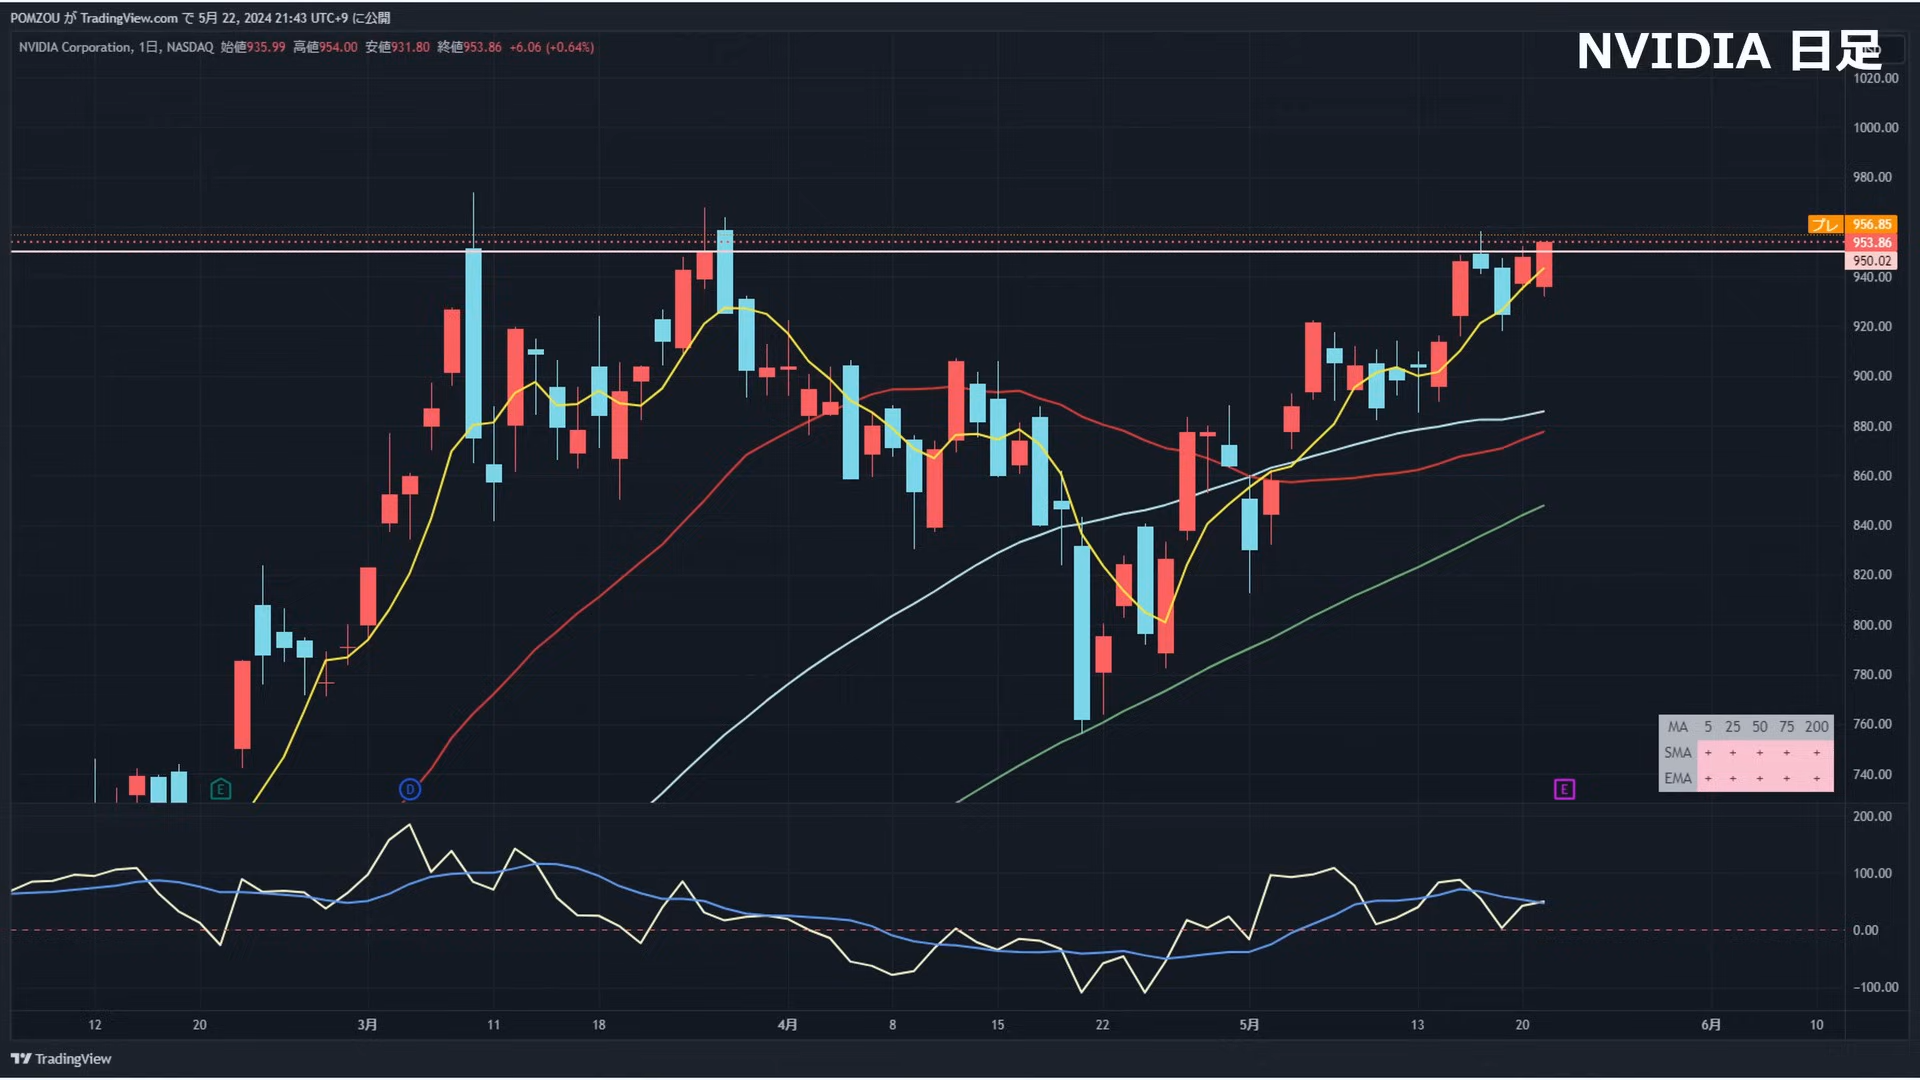 POMZOU が TradingView.com で 5月 22, 2024 21:43 UTC+9 に公開
NVIDIA Corporation, 1日, NASDAQ 始値935.99 高値954.00 安値931.80 終値953.86 +6.06 (+0.64%)
NVIDIA 日足
1020.00
1000.00
980.00
プレ 956.85
953.86
950.02
940.00
920.00
900.00
880.00
860.00
840.00
820.00
800.00
780.00
760.00
740.00
MA 5 25 50 75 200
SMA + + + + +
EMA + + + + +
E
D
E
200.00
100.00
0.00
−100.00
12 20 3月 11 18 4月 8 15 22 5月 13 20 6月 10
TradingView